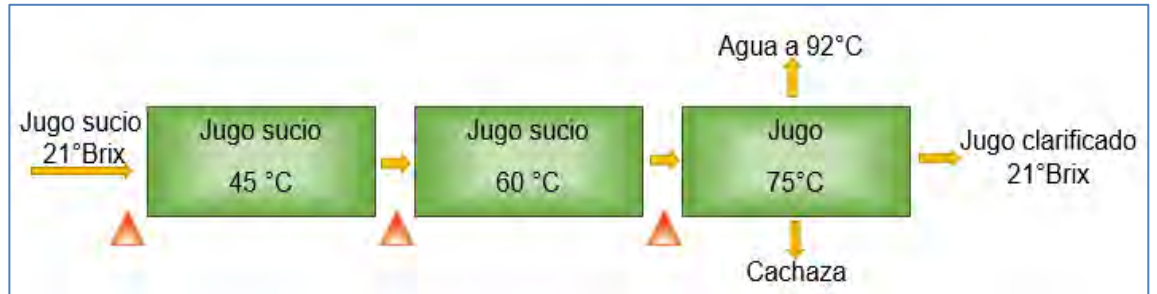 Agua a 92°C
Jugo sucio
21°Brix
Jugo sucio
45 °C
Jugo sucio
60 °C
Jugo
75°C
Jugo clarificado
21°Brix
Cachaza